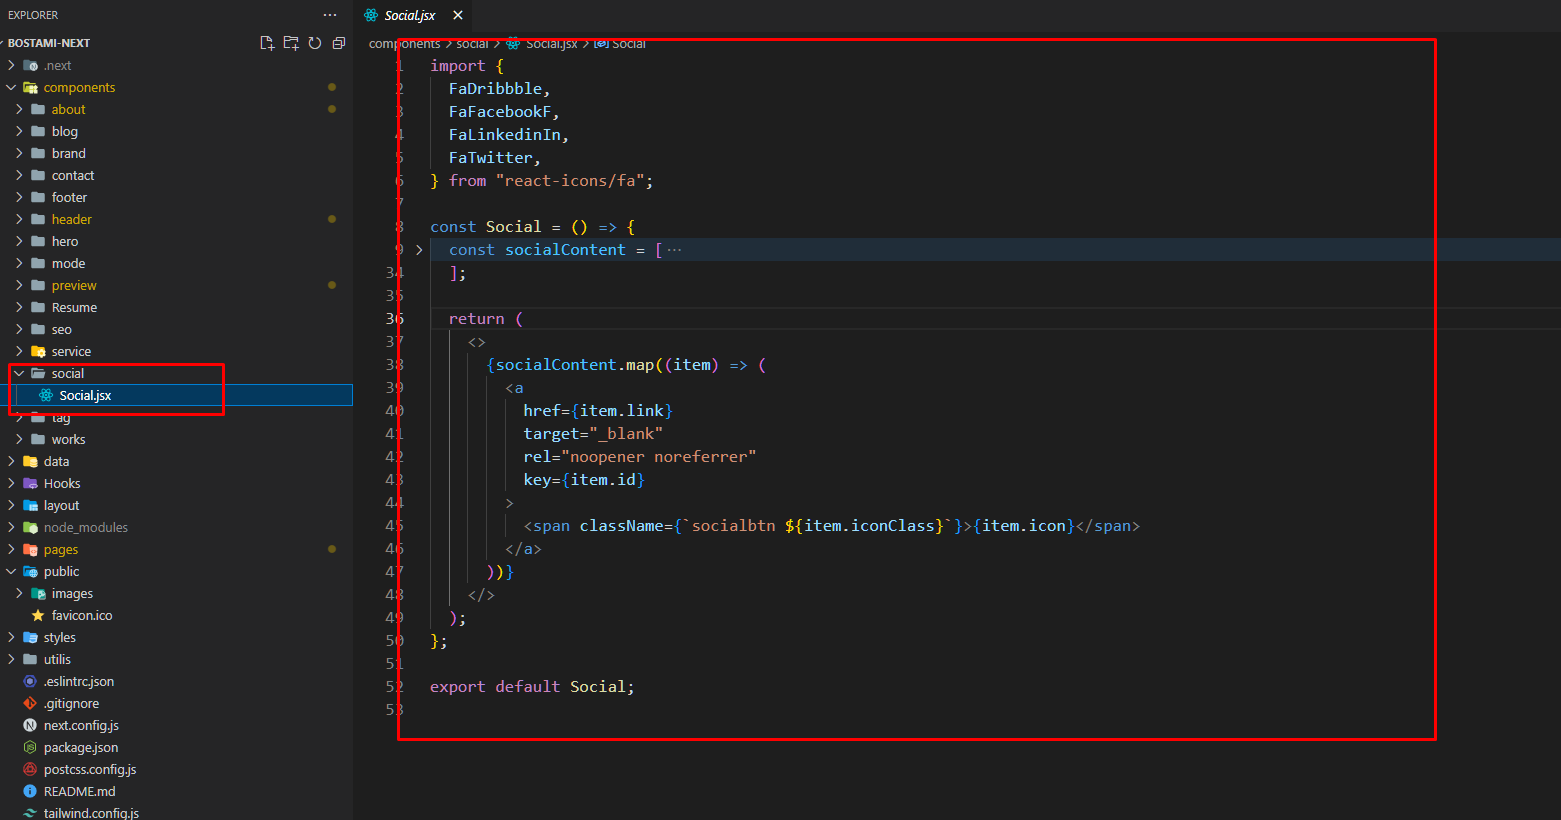 EXPLORER
BOSTAMI-NEXT
.next
components
about
blog
brand
contact
footer
header
hero
mode
preview
Resume
seo
service
social
Social.jsx
tag
works
data
Hooks
layout
node_modules
pages
public
images
favicon.ico
styles
utilis
.eslintrc.json
.gitignore
next.config.js
package.json
postcss.config.js
README.md
tailwind.config.js
Social.jsx
components > social > Social.jsx > Social
1 import {
2 FaDribbble,
3 FaFacebookF,
4 FaLinkedinIn,
5 FaTwitter,
6 } from "react-icons/fa";
7
8 const Social = () => {
9 const socialContent = [ ···
34 ];
35
36 return (
37 <>
38 {socialContent.map((item) => (
39 <a
40 href={item.link}
41 target="_blank"
42 rel="noopener noreferrer"
43 key={item.id}
44 >
45 <span className={`socialbtn ${item.iconClass}`}>{item.icon}</span>
46 </a>
47 ))}
48 </>
49 );
50 };
51
52 export default Social;
53